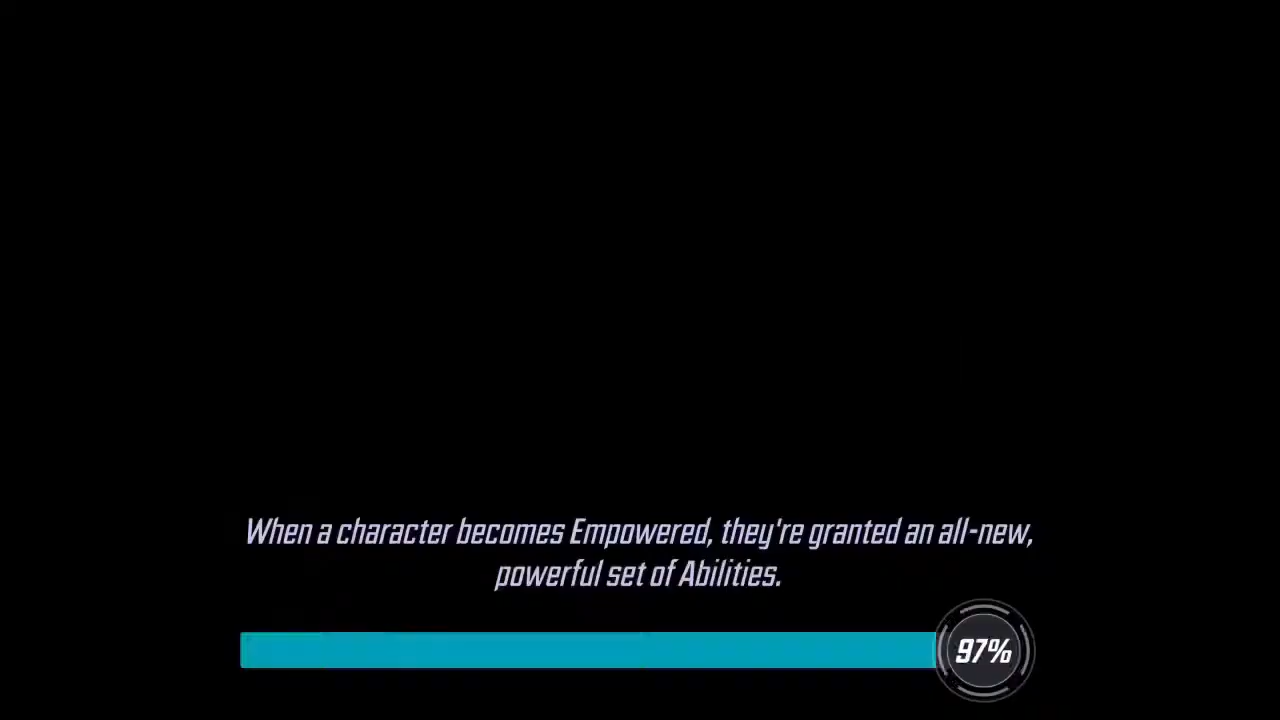 When a character becomes Empowered, they're granted an all-new,
powerful set of Abilities.
97%